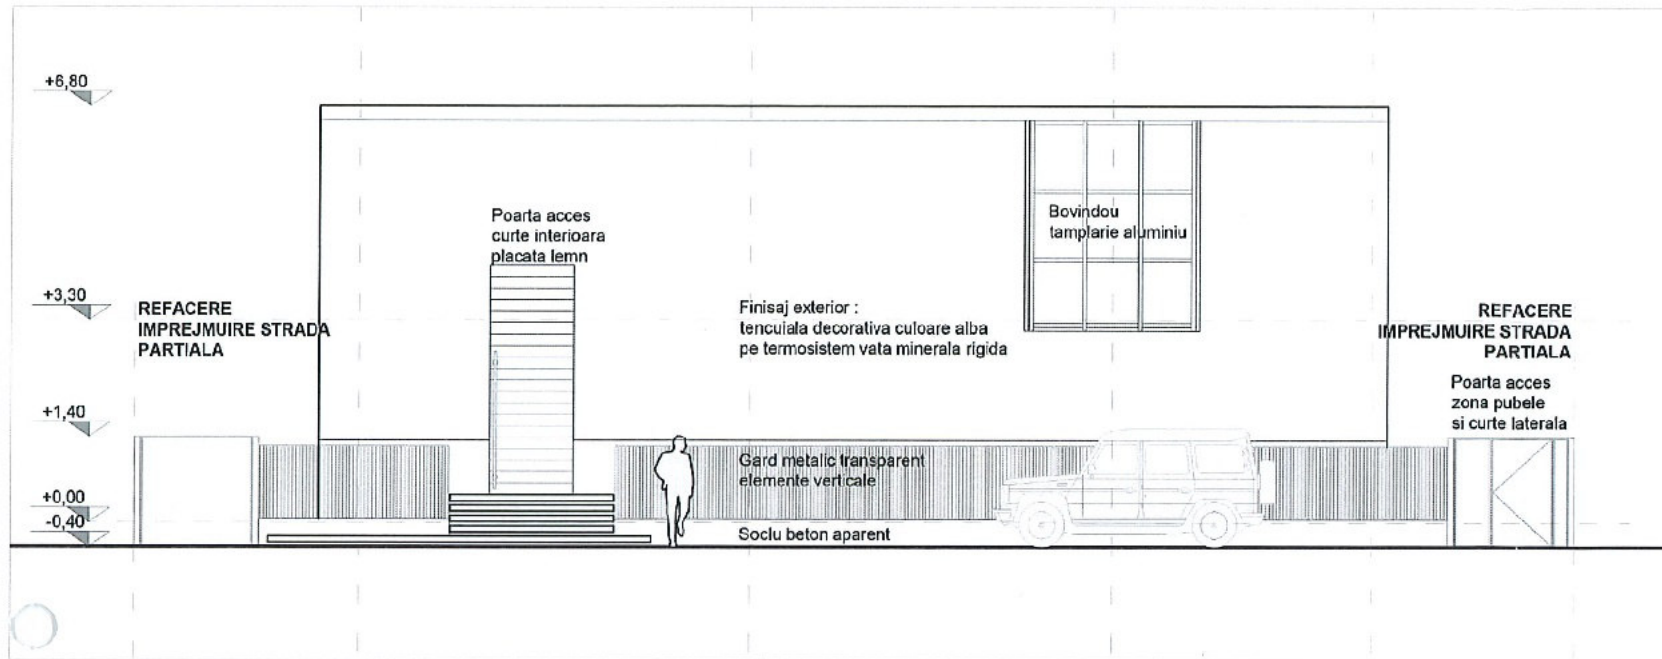 +6,80
Poarta acces
curte interioara
placata lemn
Bovindou
tamplarie aluminiu
+3,30
REFACERE
IMPREJMUIRE STRADA
PARTIALA
Finisaj exterior :
tencuiala decorativa culoare alba
pe termosistem vata minerala rigida
REFACERE
IMPREJMUIRE STRADA
PARTIALA
Poarta acces
zona pubele
si curte laterala
+1,40
Gard metalic transparent
elemente verticale
+0,00
-0,40
Soclu beton aparent